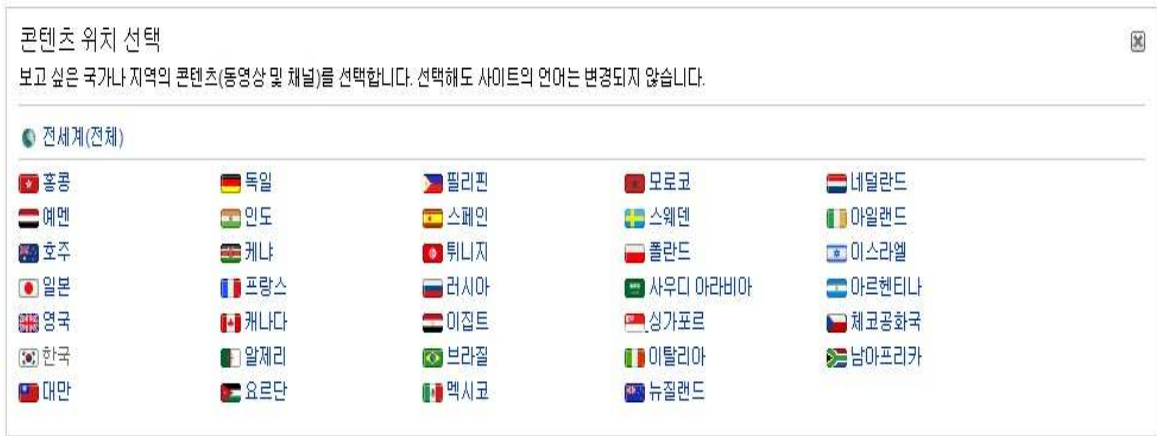 콘텐츠 위치 선택
보고 싶은 국가나 지역의 콘텐츠(동영상 및 채널)를 선택합니다. 선택해도 사이트의 언어는 변경되지 않습니다.
전세계(전체)
홍콩 독일 필리핀 모로코 네덜란드
예멘 인도 스페인 스웨덴 아일랜드
호주 케냐 튀니지 폴란드 이스라엘
일본 프랑스 러시아 사우디 아라비아 아르헨티나
영국 캐나다 이집트 싱가포르 체코공화국
한국 알제리 브라질 이탈리아 남아프리카
대만 요르단 멕시코 뉴질랜드